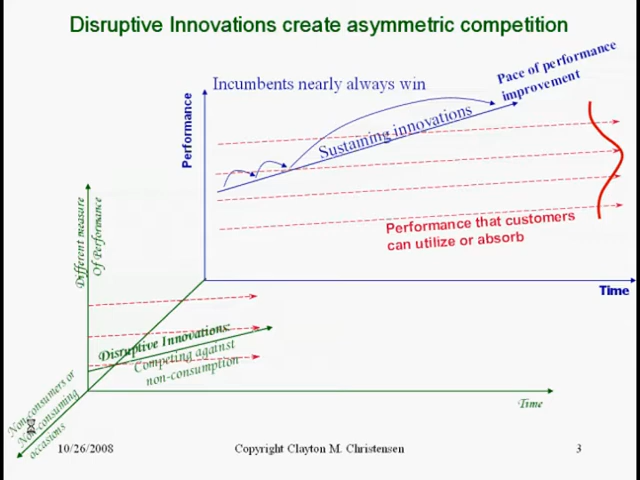 Disruptive Innovations create asymmetric competition
Incumbents nearly always win
Pace of performance
improvement
Performance
Sustaining innovations
Performance that customers
can utilize or absorb
Time
Different measure
Of Performance
Disruptive Innovations:
Competing against
non-consumption
Time
Non-consumers or
Non-consuming
occasions
10/26/2008
Copyright Clayton M. Christensen
3